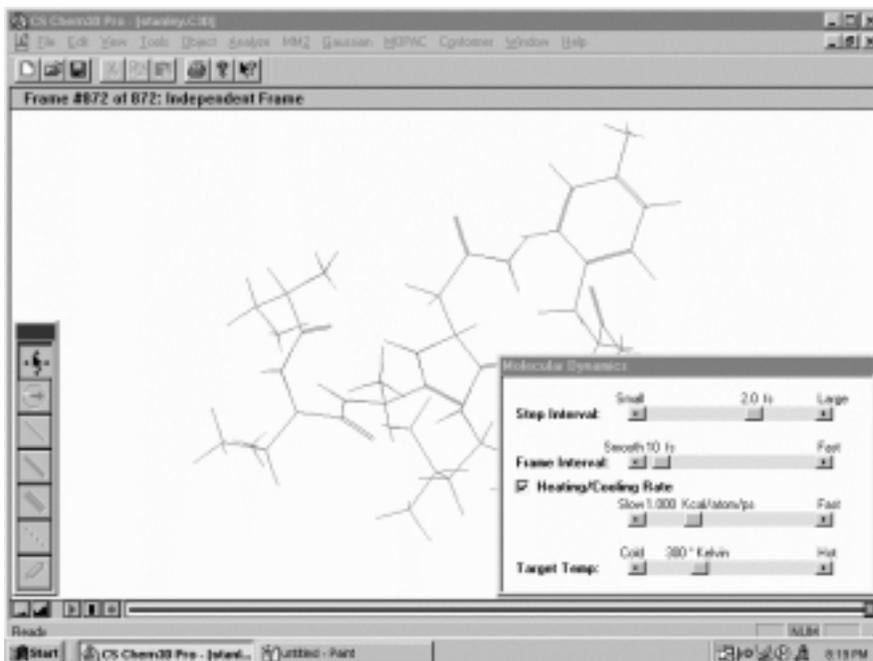 CS Chem3D Pro - [stanley.C3D]
File Edit View Tools Object Analyze MM2 Gaussian MOPAC Conformer Window Help
Frame #872 of 872: Independent Frame
Molecular Dynamics
Small 2.0 fs Large
Step Interval:
Smooth 10 fs Fast
Frame Interval:
Heating/Cooling Rate
Slow 1.000 Kcal/atom/ps Fast
Cold 300 ° Kelvin Hot
Target Temp:
Ready NUM
Start CS Chem3D Pro - [stanl... untitled - Paint 8:19 PM